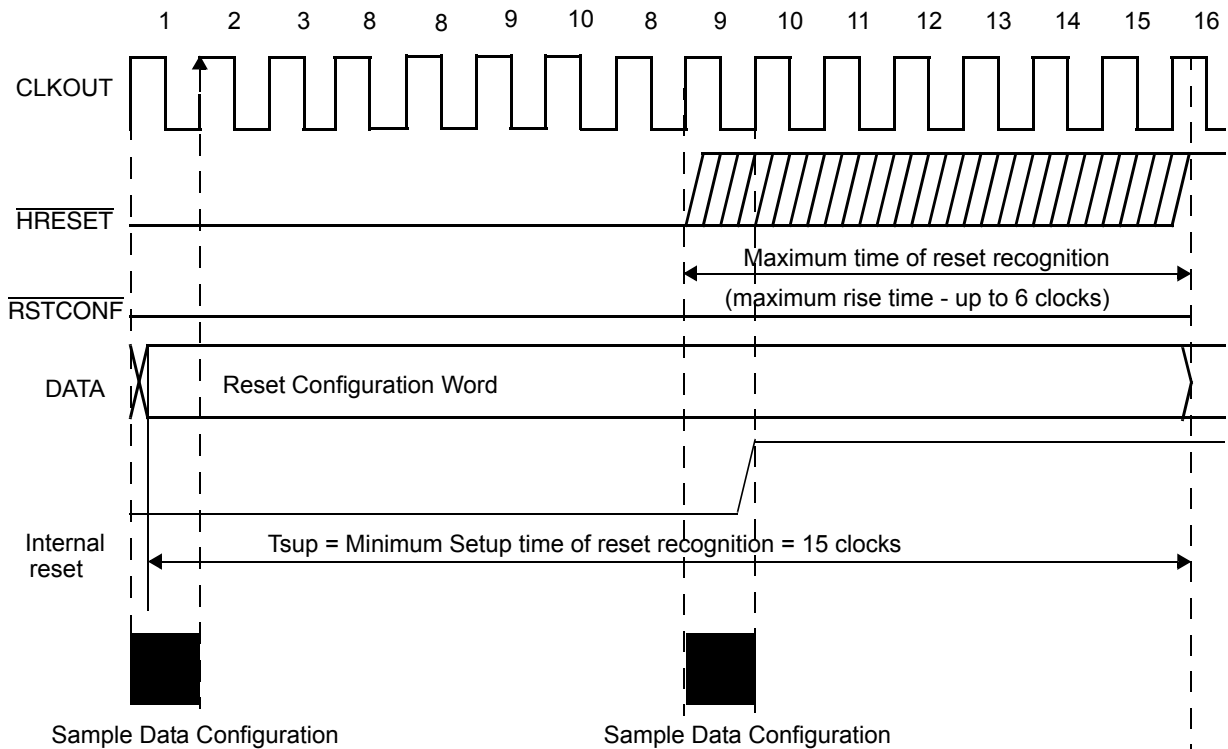 1 2 3 8 8 9 10 8 9 10 11 12 13 14 15 16
CLKOUT
HRESET
Maximum time of reset recognition
(maximum rise time - up to 6 clocks)
RSTCONF
DATA
Reset Configuration Word
Internal
reset
Tsup = Minimum Setup time of reset recognition = 15 clocks
Sample Data Configuration
Sample Data Configuration